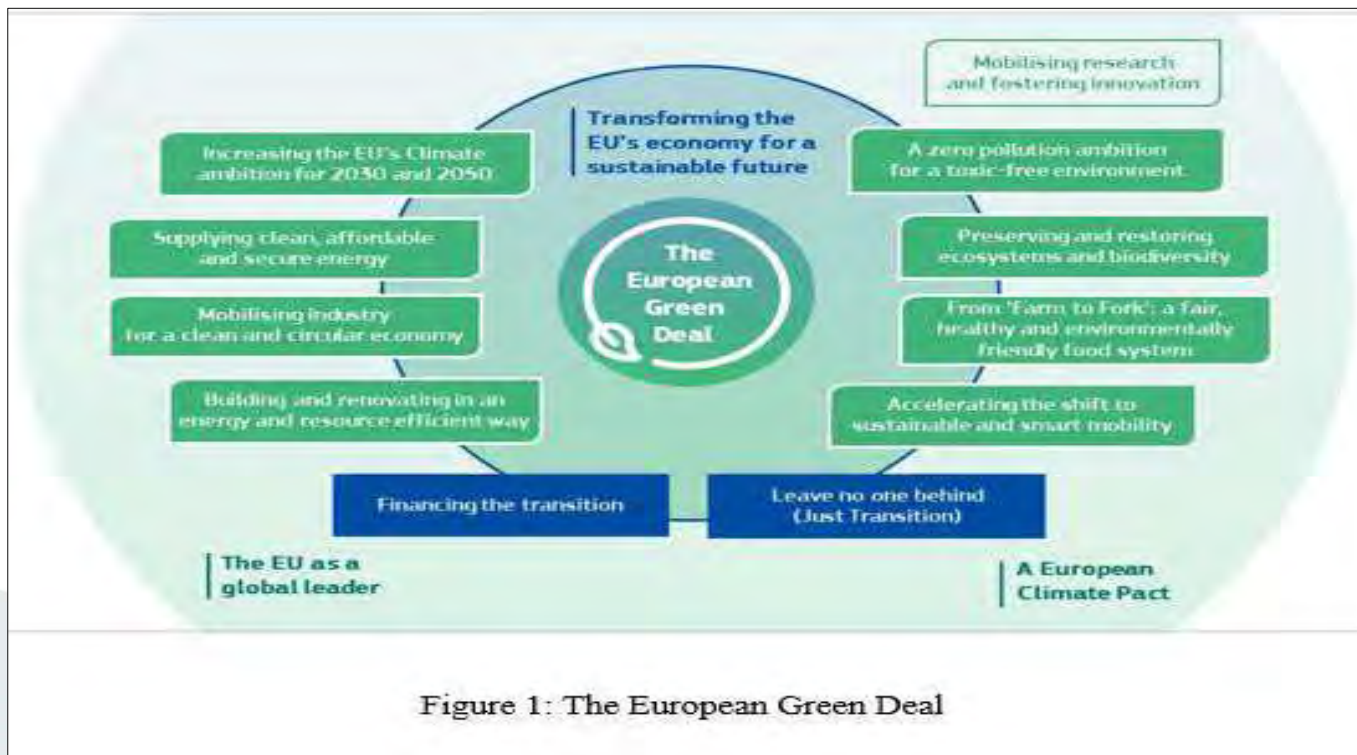 Mobilising research
and fostering innovation
Transforming the
EU's economy for a
sustainable future
Increasing the EU's Climate
ambition for 2030 and 2050
A zero pollution ambition
for a toxic-free environment
Supplying clean, affordable
and secure energy
Preserving and restoring
ecosystems and biodiversity
The
European
Green
Deal
Mobilising industry
for a clean and circular economy
From 'Farm to Fork': a fair,
healthy and environmentally
friendly food system
Building and renovating in an
energy and resource efficient way
Accelerating the shift to
sustainable and smart mobility
Financing the transition
Leave no one behind
(Just Transition)
The EU as a
global leader
A European
Climate Pact
Figure 1: The European Green Deal